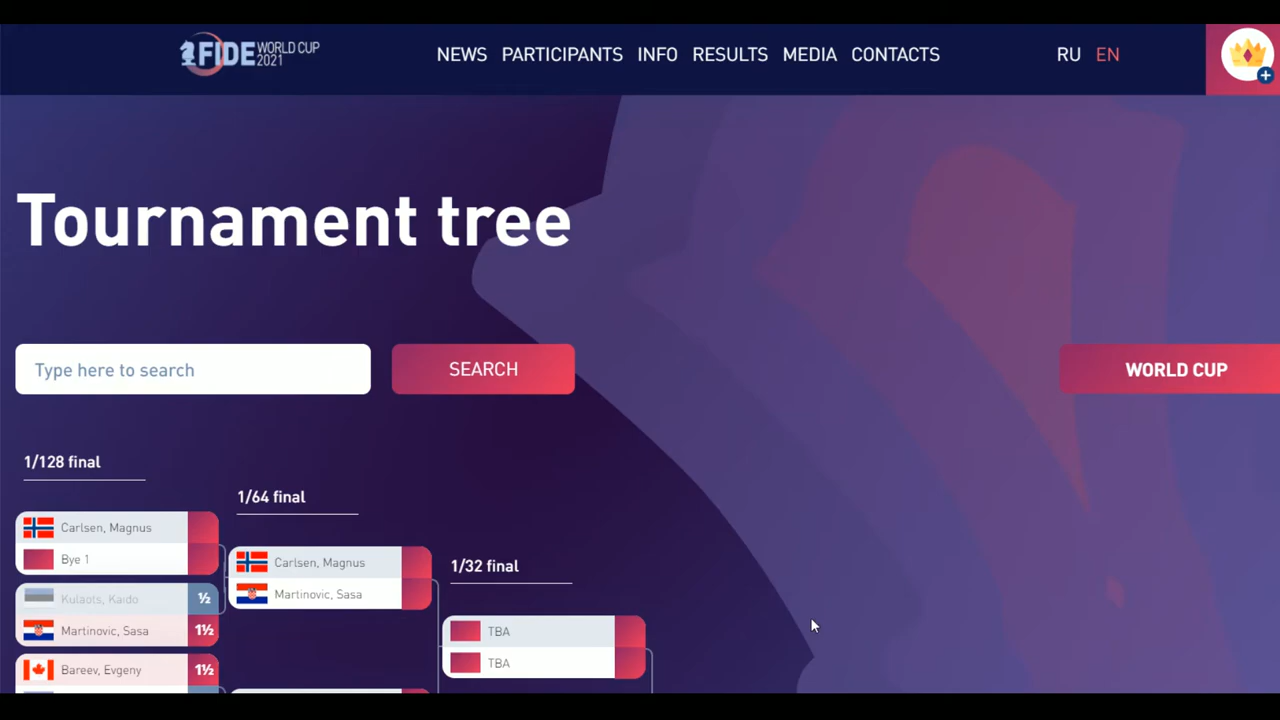 FIDE WORLD CUP 2021
NEWS PARTICIPANTS INFO RESULTS MEDIA CONTACTS
RU EN
Tournament tree
Type here to search
SEARCH
WORLD CUP
1/128 final
1/64 final
1/32 final
Carlsen, Magnus
Bye 1
Kulaots, Kaido ½
Martinovic, Sasa 1½
Bareev, Evgeny 1½
Carlsen, Magnus
Martinovic, Sasa
TBA
TBA